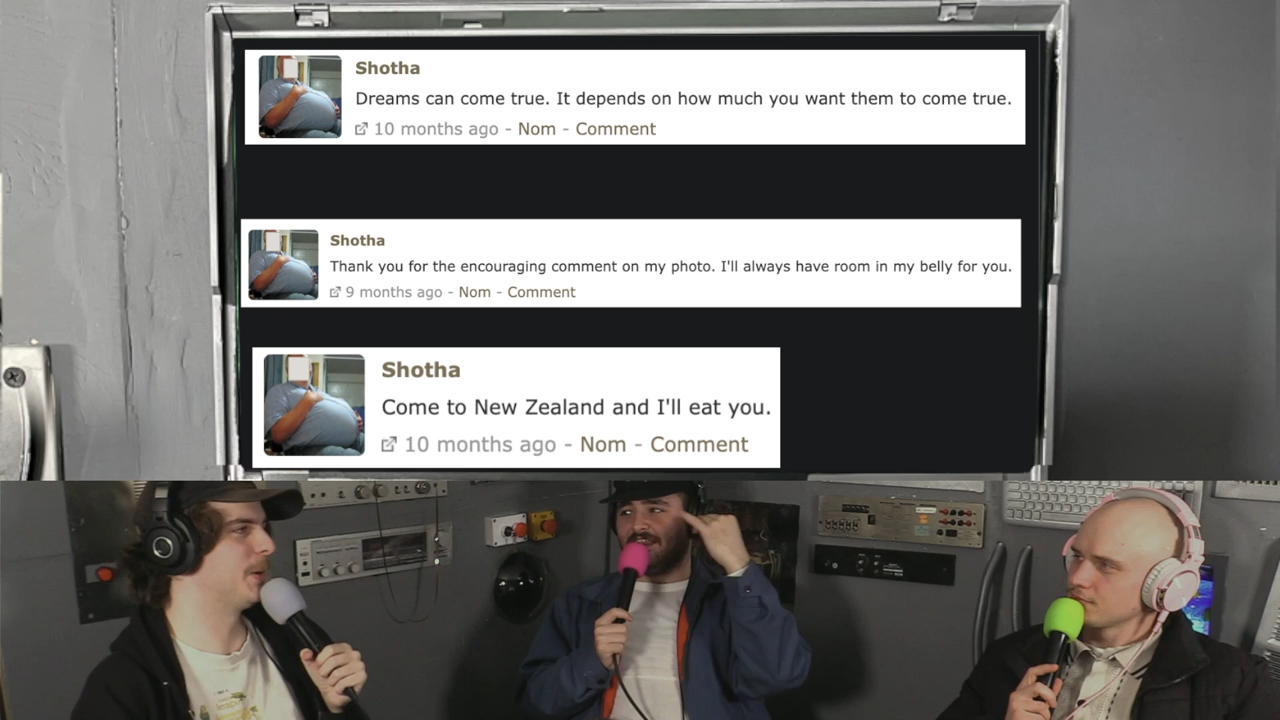 Shotha
Dreams can come true. It depends on how much you want them to come true.
10 months ago - Nom - Comment
Shotha
Thank you for the encouraging comment on my photo. I'll always have room in my belly for you.
9 months ago - Nom - Comment
Shotha
Come to New Zealand and I'll eat you.
10 months ago - Nom - Comment